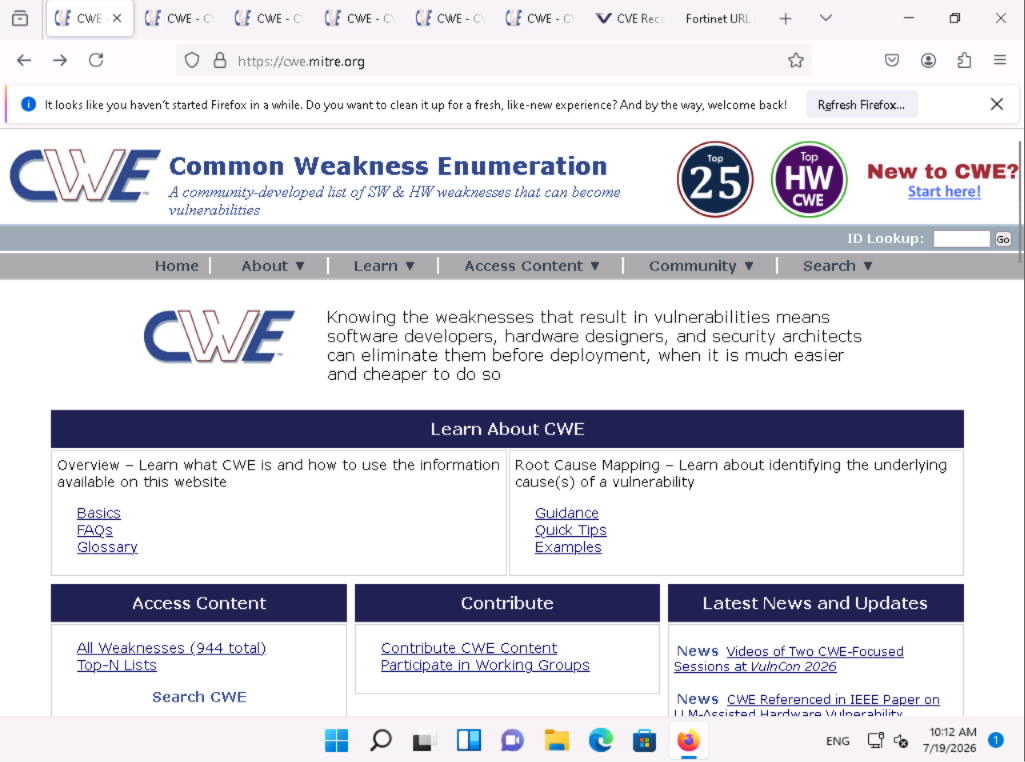 CWE -
CWE - C
CWE - C
CWE - C
CWE - C
CWE - C
CVE Reco
Fortinet URL
https://cwe.mitre.org
It looks like you haven't started Firefox in a while. Do you want to clean it up for a fresh, like-new experience? And by the way, welcome back!
Refresh Firefox...
CWE
Common Weakness Enumeration
A community-developed list of SW & HW weaknesses that can become
vulnerabilities
Top
25
Top
HW
CWE
New to CWE?
Start here!
ID Lookup:
Go
Home
About ▼
Learn ▼
Access Content ▼
Community ▼
Search ▼
CWE
Knowing the weaknesses that result in vulnerabilities means
software developers, hardware designers, and security architects
can eliminate them before deployment, when it is much easier
and cheaper to do so
Learn About CWE
Overview – Learn what CWE is and how to use the information
available on this website
Basics
FAQs
Glossary
Root Cause Mapping – Learn about identifying the underlying
cause(s) of a vulnerability
Guidance
Quick Tips
Examples
Access Content
All Weaknesses (944 total)
Top-N Lists
Search CWE
Contribute
Contribute CWE Content
Participate in Working Groups
Latest News and Updates
News Videos of Two CWE-Focused
Sessions at VulnCon 2026
News CWE Referenced in IEEE Paper on
LLM-Assisted Hardware Vulnerability
ENG
10:12 AM
7/19/2026
1